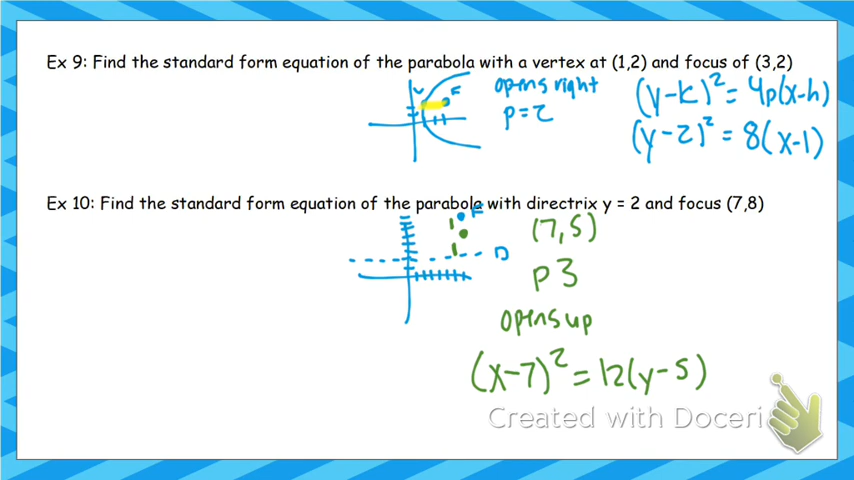 Ex 9: Find the standard form equation of the parabola with a vertex at (1,2) and focus of (3,2)
V
F
opens right
p=2
(y-k)²=4p(x-h)
(y-2)²=8(x-1)
Ex 10: Find the standard form equation of the parabola with directrix y = 2 and focus (7,8)
F
D
(7,5)
p 3
opens up
(x-7)²=12(y-5)
Created with Doceri